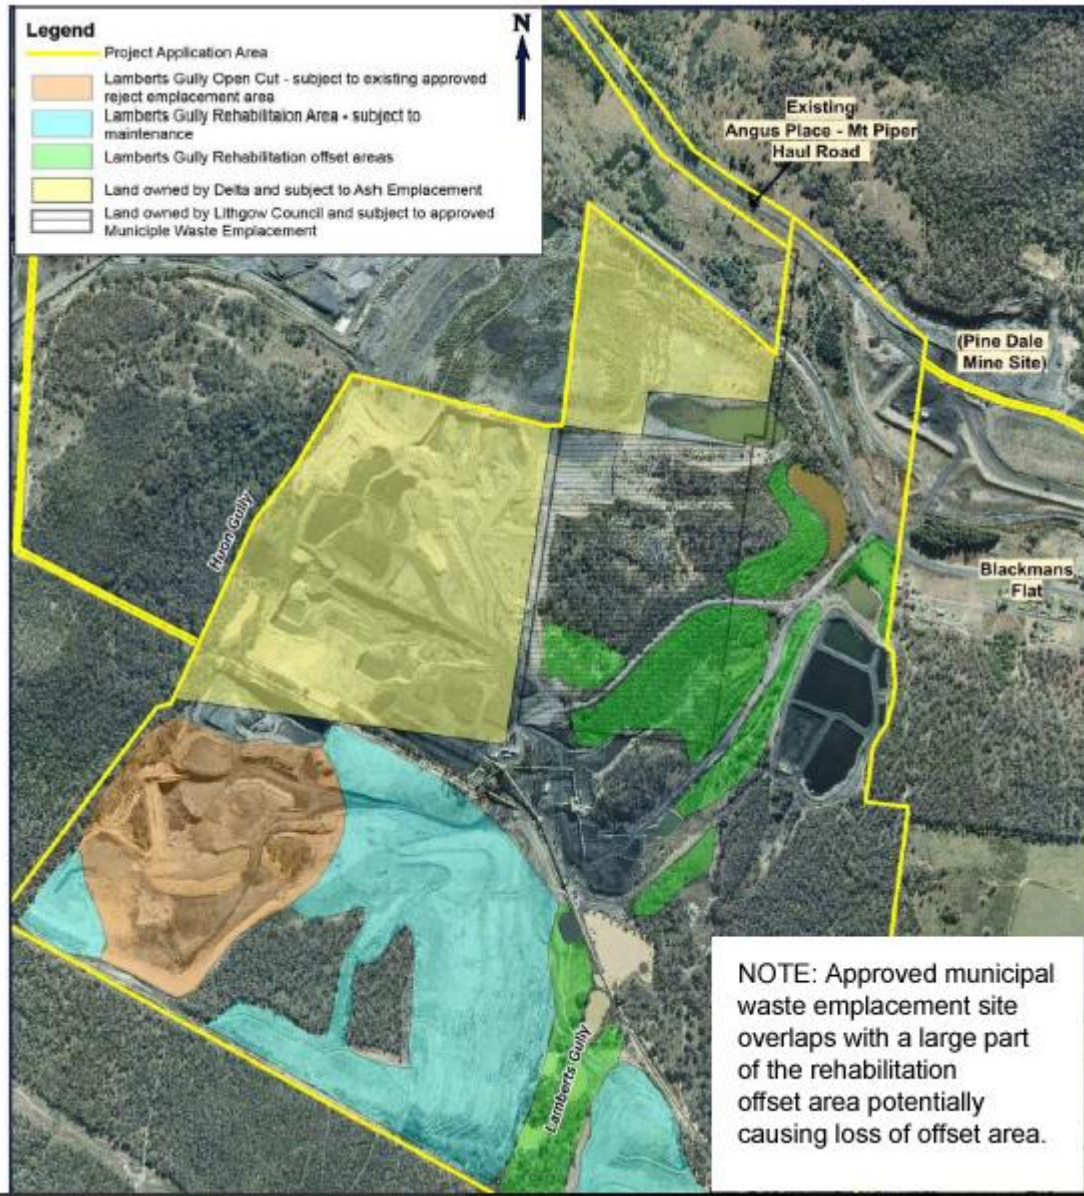 Legend
N
Project Application Area
Lamberts Gully Open Cut - subject to existing approved
reject emplacement area
Lamberts Gully Rehabilitaion Area - subject to
maintenance
Lamberts Gully Rehabilitation offset areas
Land owned by Delta and subject to Ash Emplacement
Land owned by Lithgow Council and subject to approved
Municiple Waste Emplacement
Existing
Angus Place - Mt Piper
Haul Road
(Pine Dale
Mine Site)
Huon Gully
Blackmans
Flat
Lamberts Gully
NOTE: Approved municipal
waste emplacement site
overlaps with a large part
of the rehabilitation
offset area potentially
causing loss of offset area.